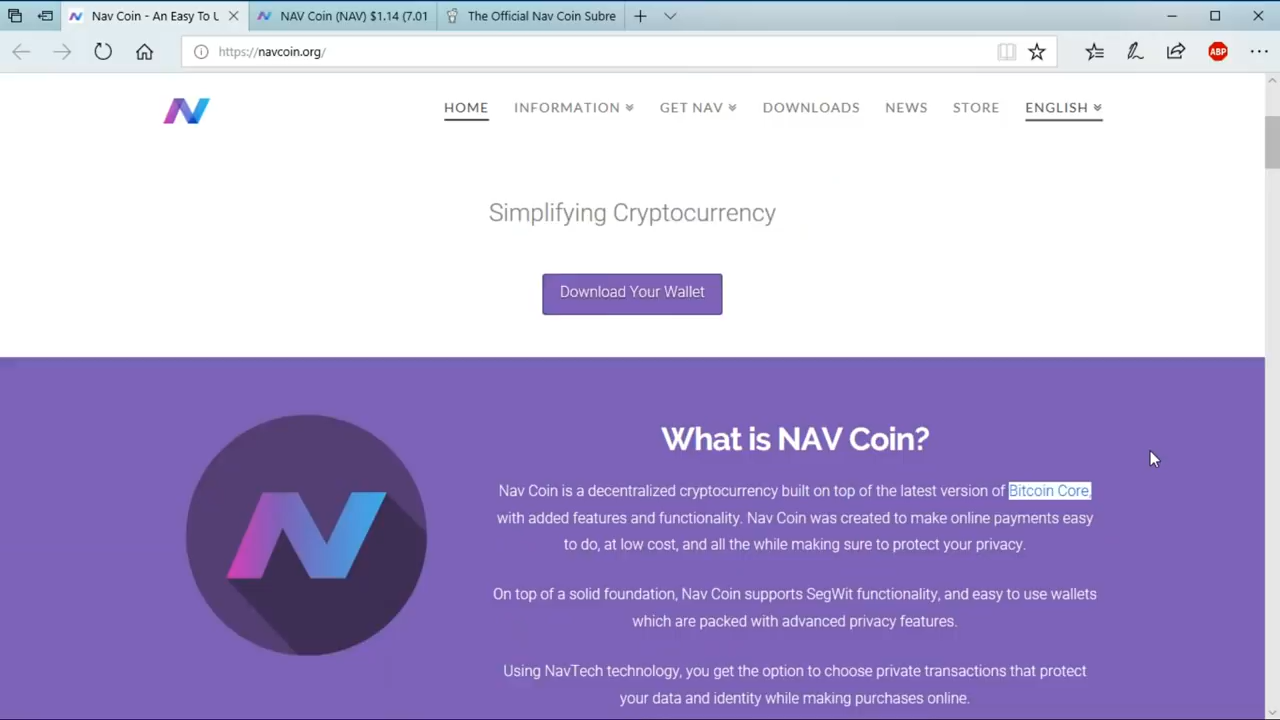 Nav Coin - An Easy To U
NAV Coin (NAV) $1.14 (7.01
The Official Nav Coin Subre
https://navcoin.org/
ABP
HOME
INFORMATION
GET NAV
DOWNLOADS
NEWS
STORE
ENGLISH
Simplifying Cryptocurrency
Download Your Wallet
What is NAV Coin?
Nav Coin is a decentralized cryptocurrency built on top of the latest version of Bitcoin Core,
with added features and functionality. Nav Coin was created to make online payments easy
to do, at low cost, and all the while making sure to protect your privacy.
On top of a solid foundation, Nav Coin supports SegWit functionality, and easy to use wallets
which are packed with advanced privacy features.
Using NavTech technology, you get the option to choose private transactions that protect
your data and identity while making purchases online.